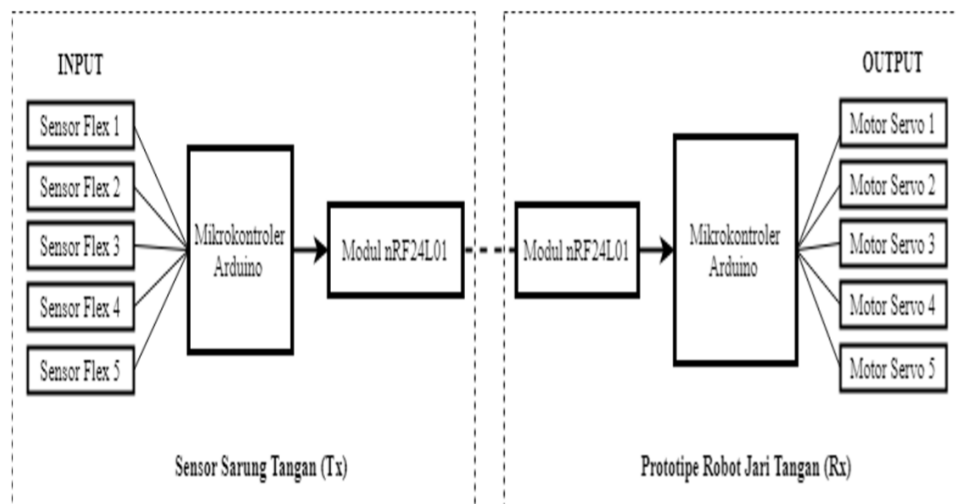 INPUT
Sensor Flex 1
Sensor Flex 2
Sensor Flex 3
Sensor Flex 4
Sensor Flex 5
Mikrokontroler
Arduino
Modul nRF24L01
Sensor Sarung Tangan (Tx)
Modul nRF24L01
Mikrokontroler
Arduino
OUTPUT
Motor Servo 1
Motor Servo 2
Motor Servo 3
Motor Servo 4
Motor Servo 5
Prototipe Robot Jari Tangan (Rx)